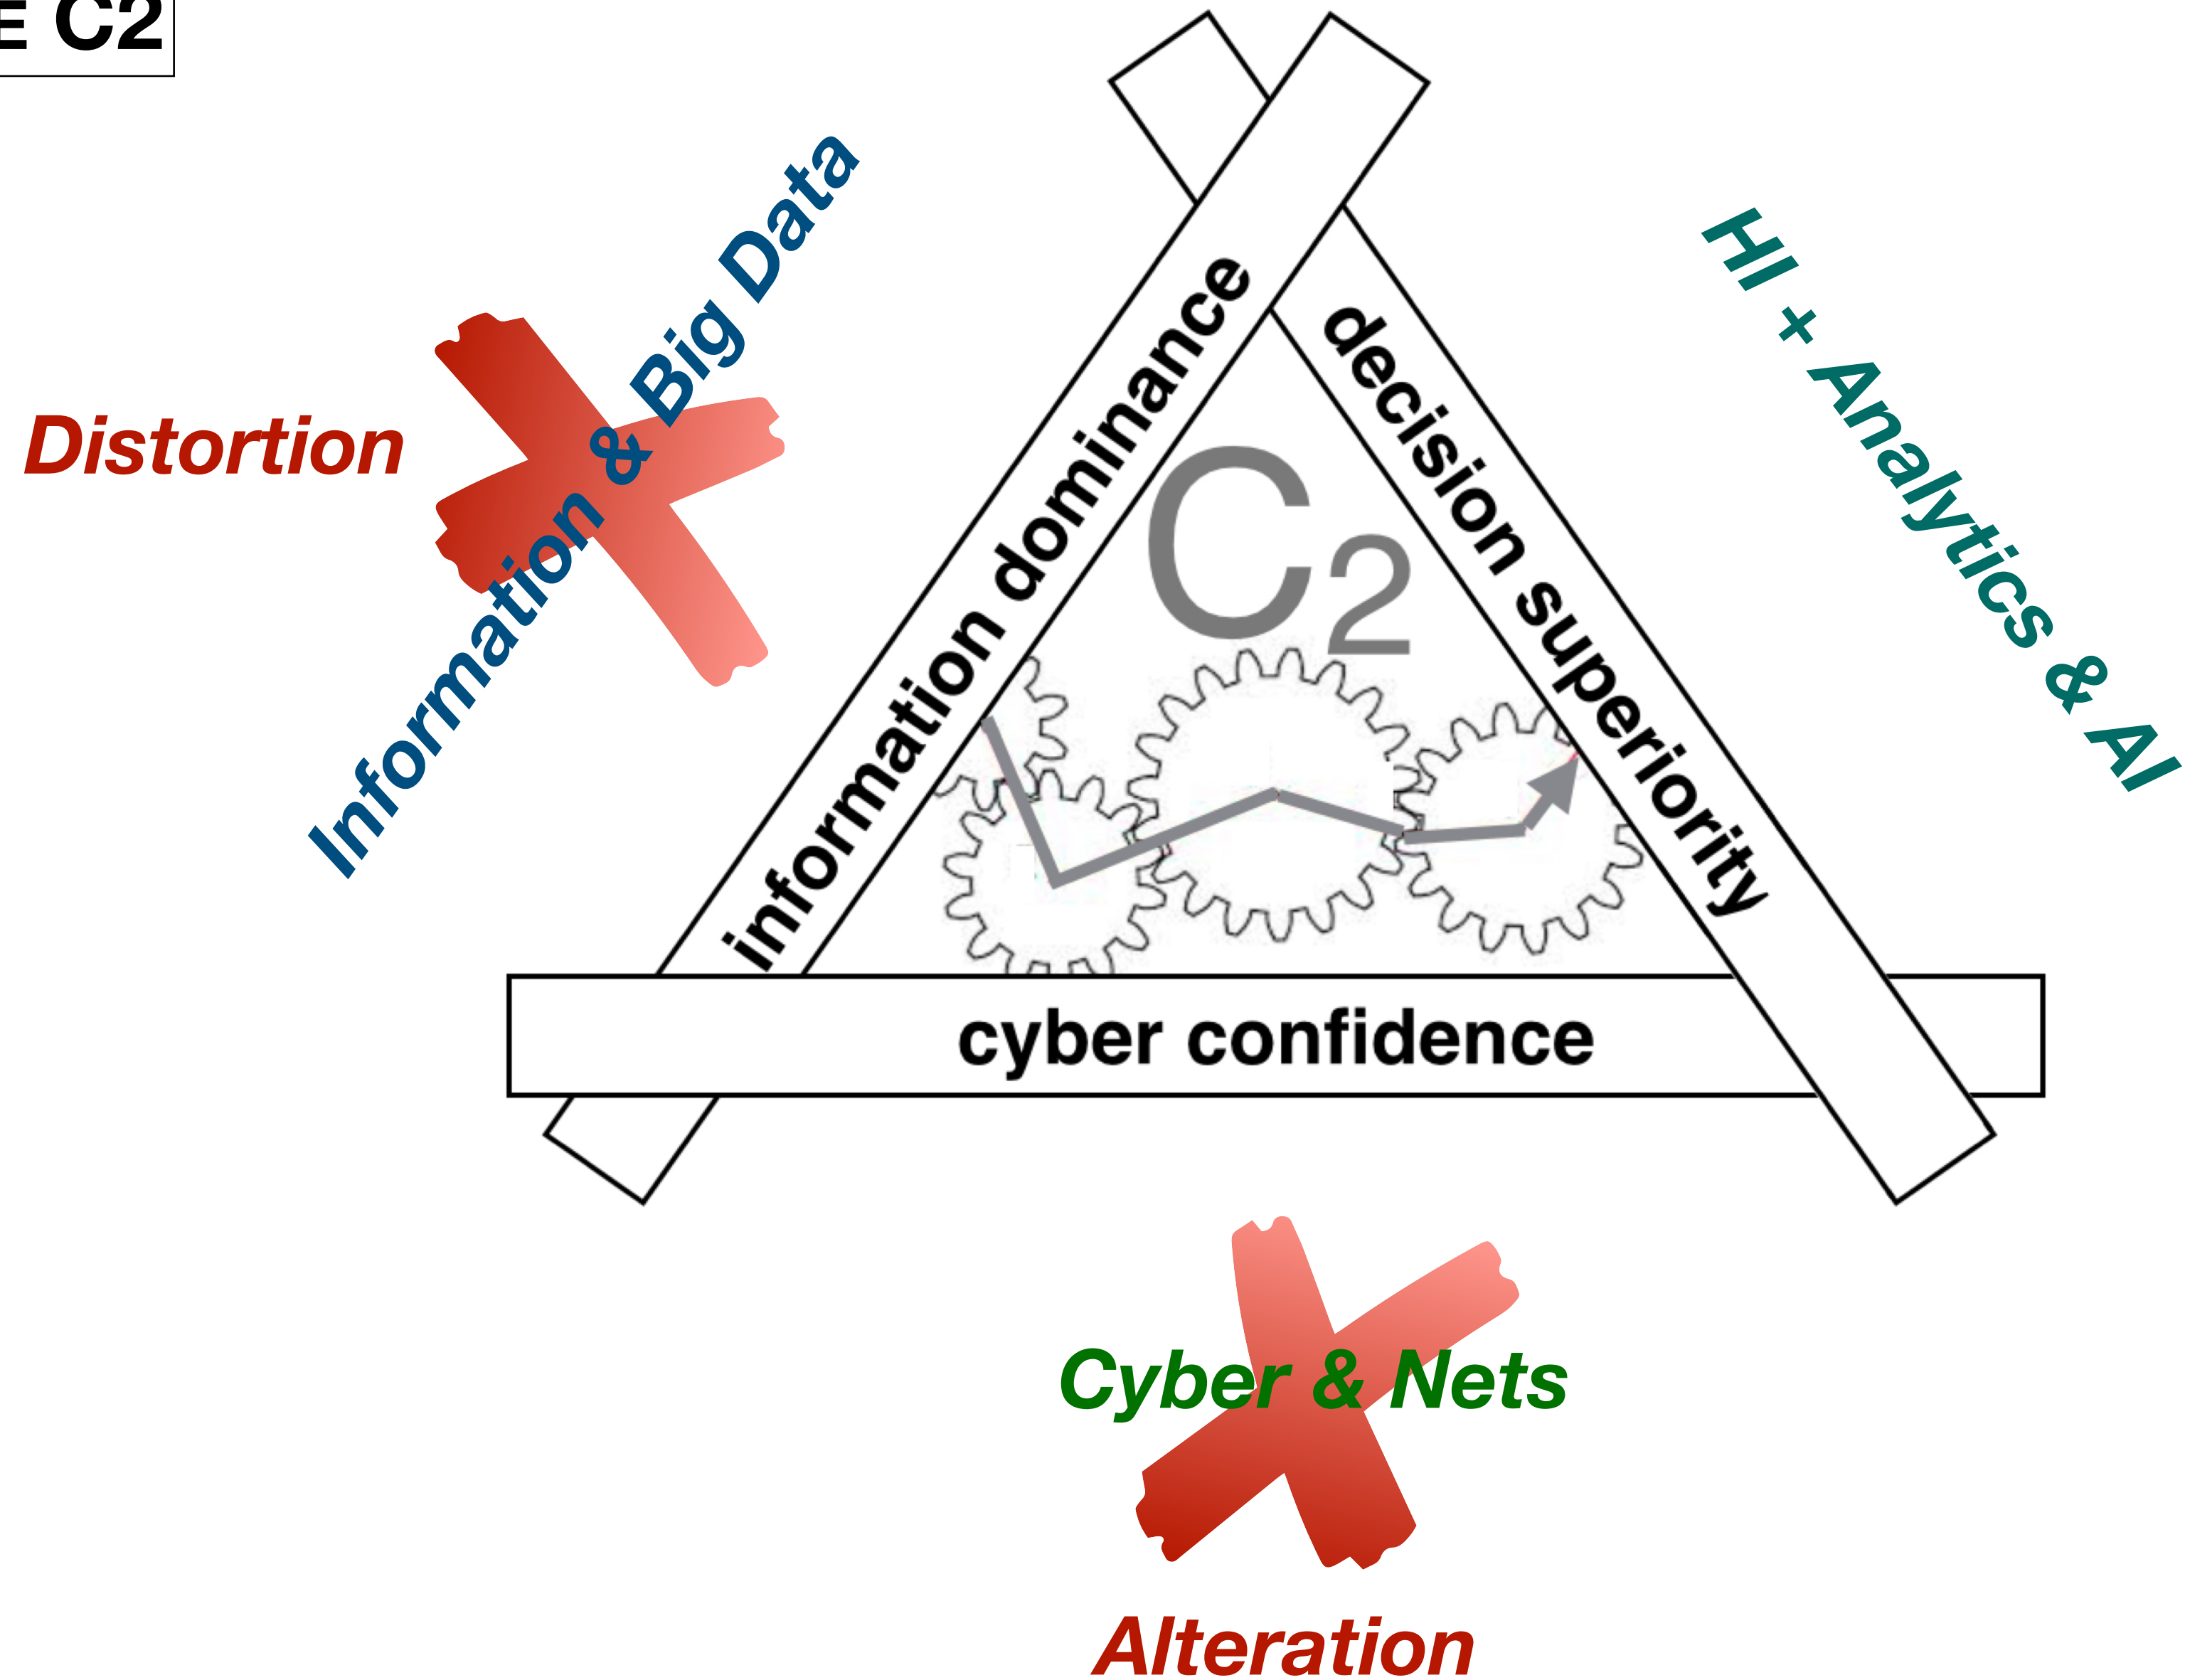 E C2
Information & Big Data
HI + Analytics & AI
Distortion
information dominance
decision superiority
C2
cyber confidence
Cyber & Nets
Alteration